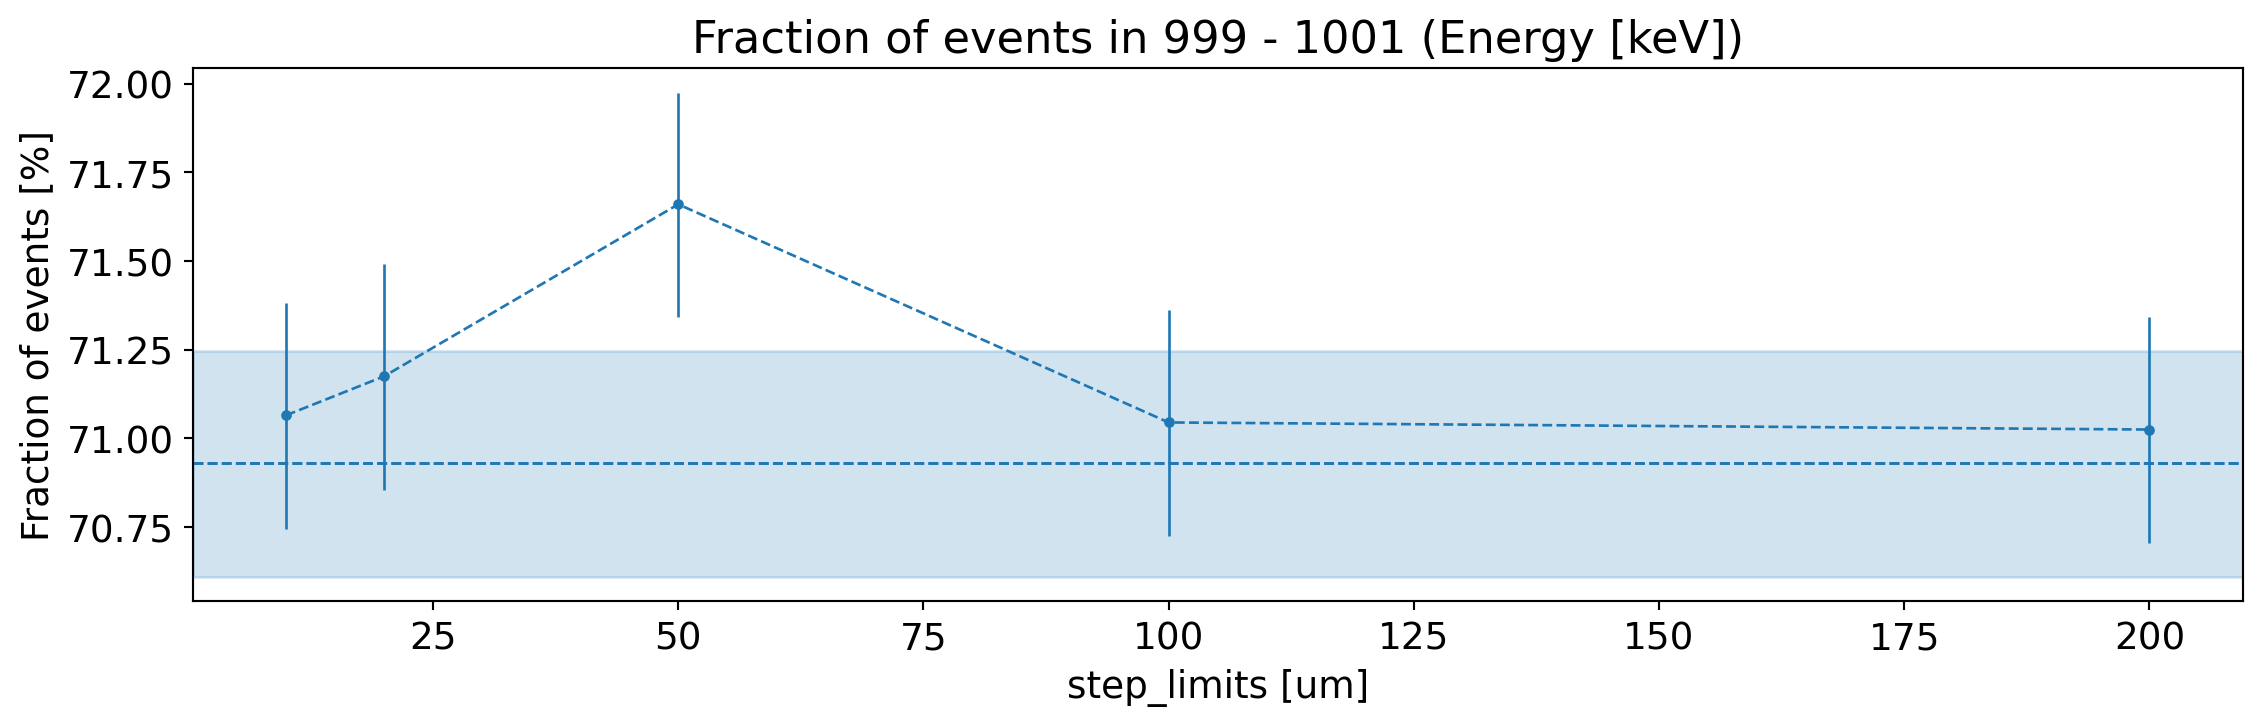 Fraction of events in 999 - 1001 (Energy [keV])
Fraction of events [%]
72.00
71.75
71.50
71.25
71.00
70.75
25 50 75 100 125 150 175 200
step_limits [um]